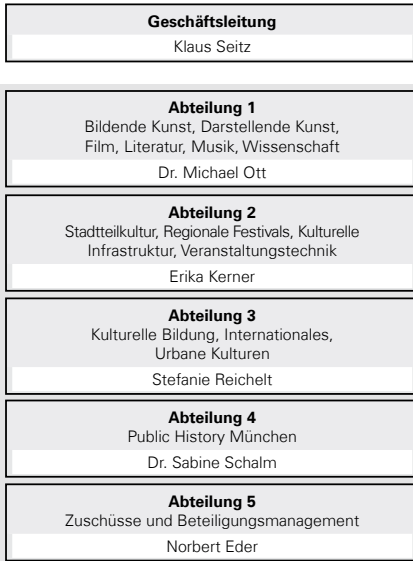 Geschäftsleitung
Klaus Seitz
Abteilung 1
Bildende Kunst, Darstellende Kunst,
Film, Literatur, Musik, Wissenschaft
Dr. Michael Ott
Abteilung 2
Stadtteilkultur, Regionale Festivals, Kulturelle
Infrastruktur, Veranstaltungstechnik
Erika Kerner
Abteilung 3
Kulturelle Bildung, Internationales,
Urbane Kulturen
Stefanie Reichelt
Abteilung 4
Public History München
Dr. Sabine Schalm
Abteilung 5
Zuschüsse und Beteiligungsmanagement
Norbert Eder